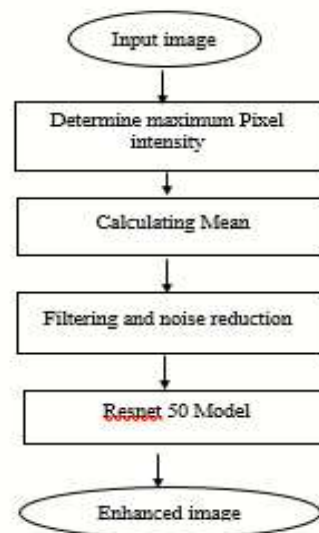 Input image
Determine maximum Pixel
intensity
Calculating Mean
Filtering and noise reduction
Resnet 50 Model
Enhanced image